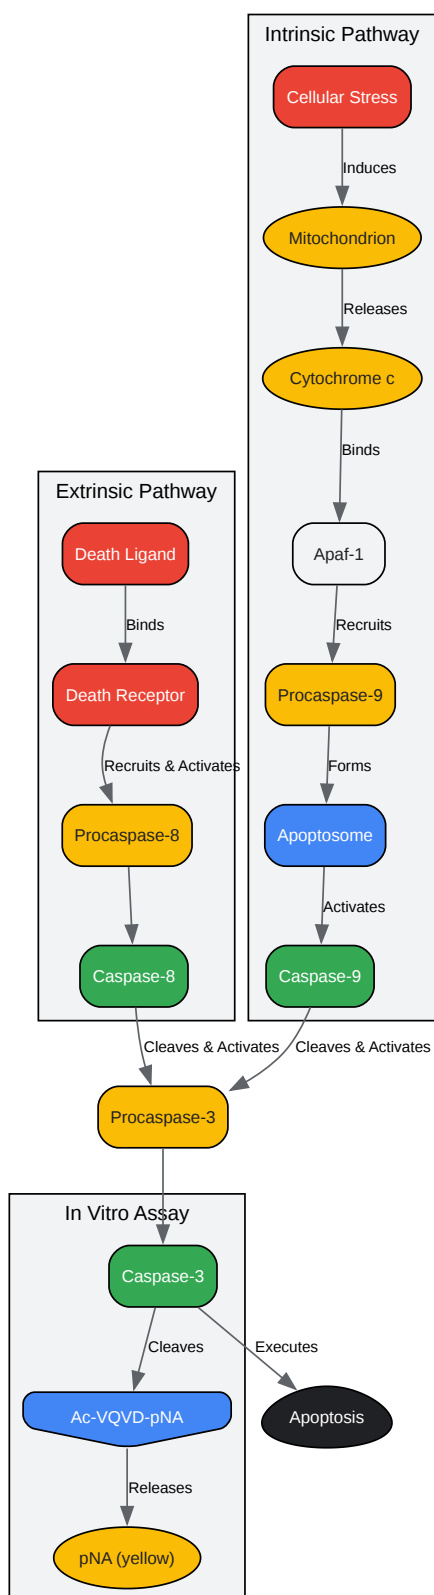 Intrinsic Pathway
Cellular Stress
Induces
Mitochondrion
Releases
Cytochrome c
Binds
Apaf-1
Recruits
Procaspase-9
Forms
Apoptosome
Activates
Caspase-9
Cleaves & Activates
Extrinsic Pathway
Death Ligand
Binds
Death Receptor
Recruits & Activates
Procaspase-8
Caspase-8
Cleaves & Activates
Procaspase-3
In Vitro Assay
Caspase-3
Cleaves
Executes
Ac-VQVD-pNA
Apoptosis
Releases
pNA (yellow)